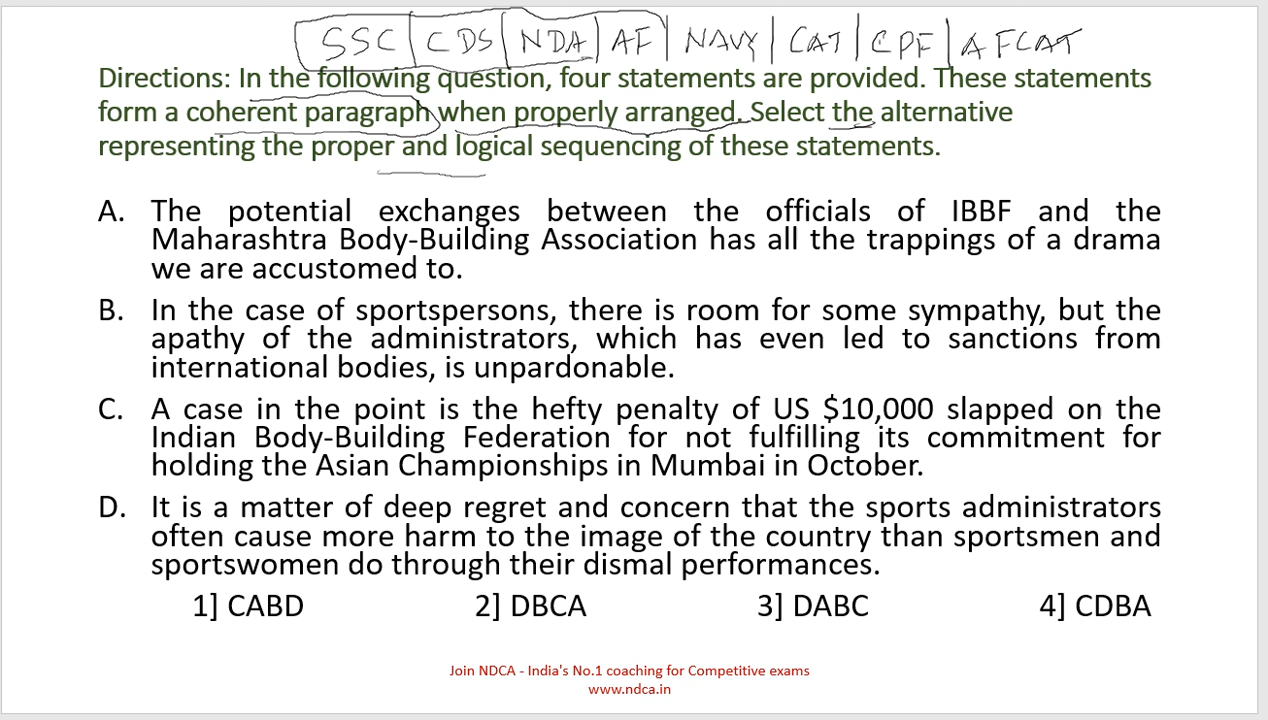 SSC | CDS | NDA | AF | NAVY | CAT | CPF | AFCAT
Directions: In the following question, four statements are provided. These statements
form a coherent paragraph when properly arranged. Select the alternative
representing the proper and logical sequencing of these statements.
A. The potential exchanges between the officials of IBBF and the
Maharashtra Body-Building Association has all the trappings of a drama
we are accustomed to.
B. In the case of sportspersons, there is room for some sympathy, but the
apathy of the administrators, which has even led to sanctions from
international bodies, is unpardonable.
C. A case in the point is the hefty penalty of US $10,000 slapped on the
Indian Body-Building Federation for not fulfilling its commitment for
holding the Asian Championships in Mumbai in October.
D. It is a matter of deep regret and concern that the sports administrators
often cause more harm to the image of the country than sportsmen and
sportswomen do through their dismal performances.
1] CABD 2] DBCA 3] DABC 4] CDBA
Join NDCA - India's No.1 coaching for Competitive exams
www.ndca.in